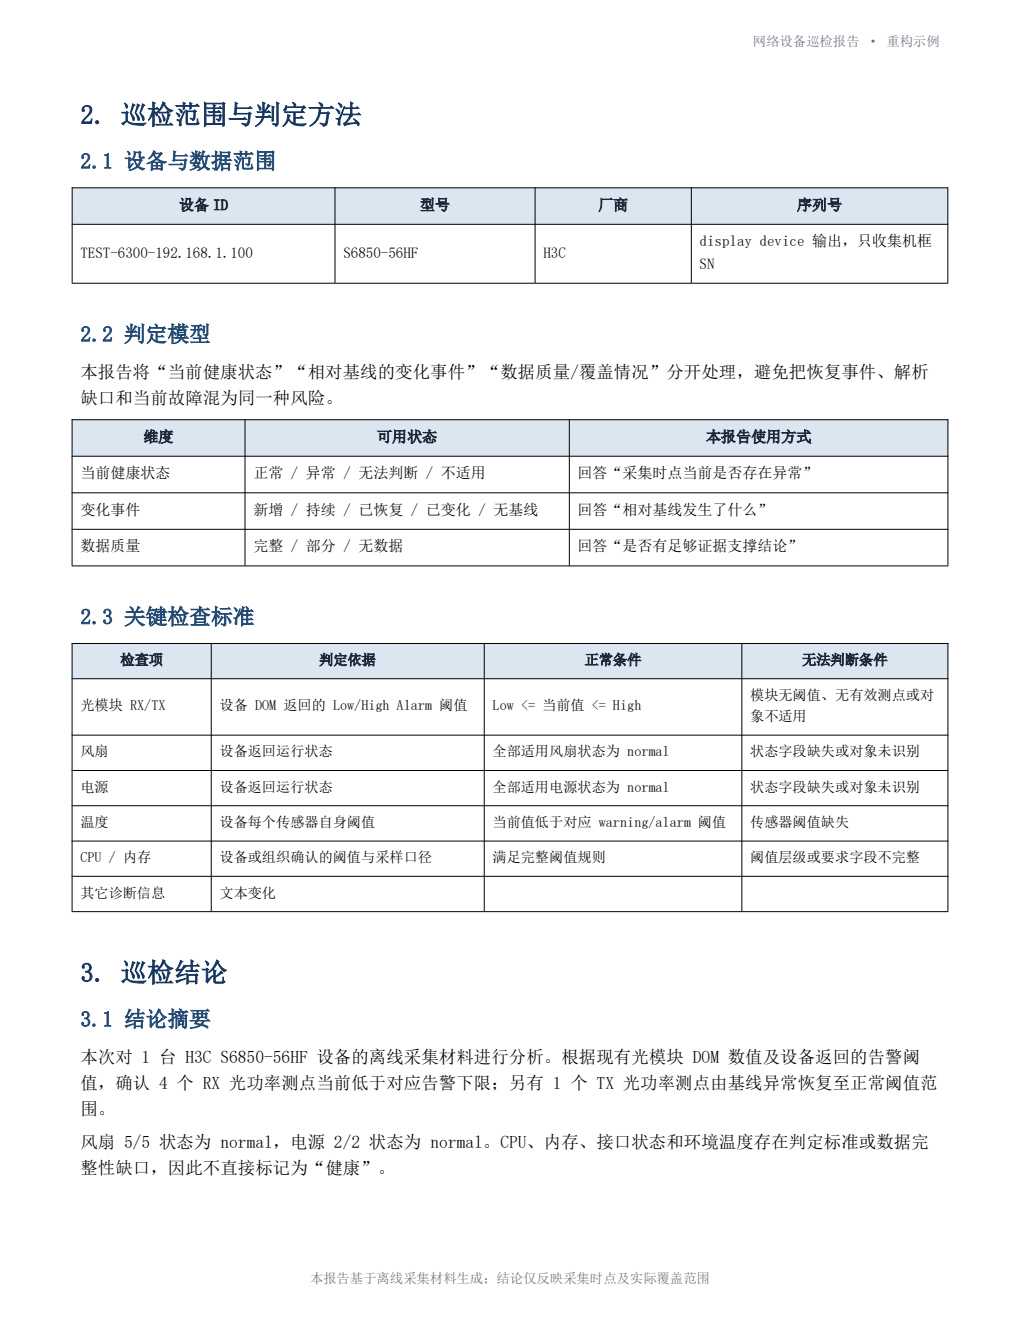 网络设备巡检报告 • 重构示例
2. 巡检范围与判定方法
2.1 设备与数据范围
设备 ID 型号 厂商 序列号
TEST-6300-192.168.1.100 S6850-56HF H3C display device 输出，只收集机框
SN
2.2 判定模型
本报告将“当前健康状态”“相对基线的变化事件”“数据质量/覆盖情况”分开处理，避免把恢复事件、解析
缺口和当前故障混为同一种风险。
维度 可用状态 本报告使用方式
当前健康状态 正常 / 异常 / 无法判断 / 不适用 回答“采集时点当前是否存在异常”
变化事件 新增 / 持续 / 已恢复 / 已变化 / 无基线 回答“相对基线发生了什么”
数据质量 完整 / 部分 / 无数据 回答“是否有足够证据支撑结论”
2.3 关键检查标准
检查项 判定依据 正常条件 无法判断条件
光模块 RX/TX 设备 DOM 返回的 Low/High Alarm 阈值 Low <= 当前值 <= High 模块无阈值、无有效测点或对
象不适用
风扇 设备返回运行状态 全部适用风扇状态为 normal 状态字段缺失或对象未识别
电源 设备返回运行状态 全部适用电源状态为 normal 状态字段缺失或对象未识别
温度 设备每个传感器自身阈值 当前值低于对应 warning/alarm 阈值 传感器阈值缺失
CPU / 内存 设备或组织确认的阈值与采样口径 满足完整阈值规则 阈值层级或要求字段不完整
其它诊断信息 文本变化
3. 巡检结论
3.1 结论摘要
本次对 1 台 H3C S6850-56HF 设备的离线采集材料进行分析。根据现有光模块 DOM 数值及设备返回的告警阈
值，确认 4 个 RX 光功率测点当前低于对应告警下限；另有 1 个 TX 光功率测点由基线异常恢复至正常阈值范
围。
风扇 5/5 状态为 normal，电源 2/2 状态为 normal。CPU、内存、接口状态和环境温度存在判定标准或数据完
整性缺口，因此不直接标记为“健康”。
本报告基于离线采集材料生成；结论仅反映采集时点及实际覆盖范围